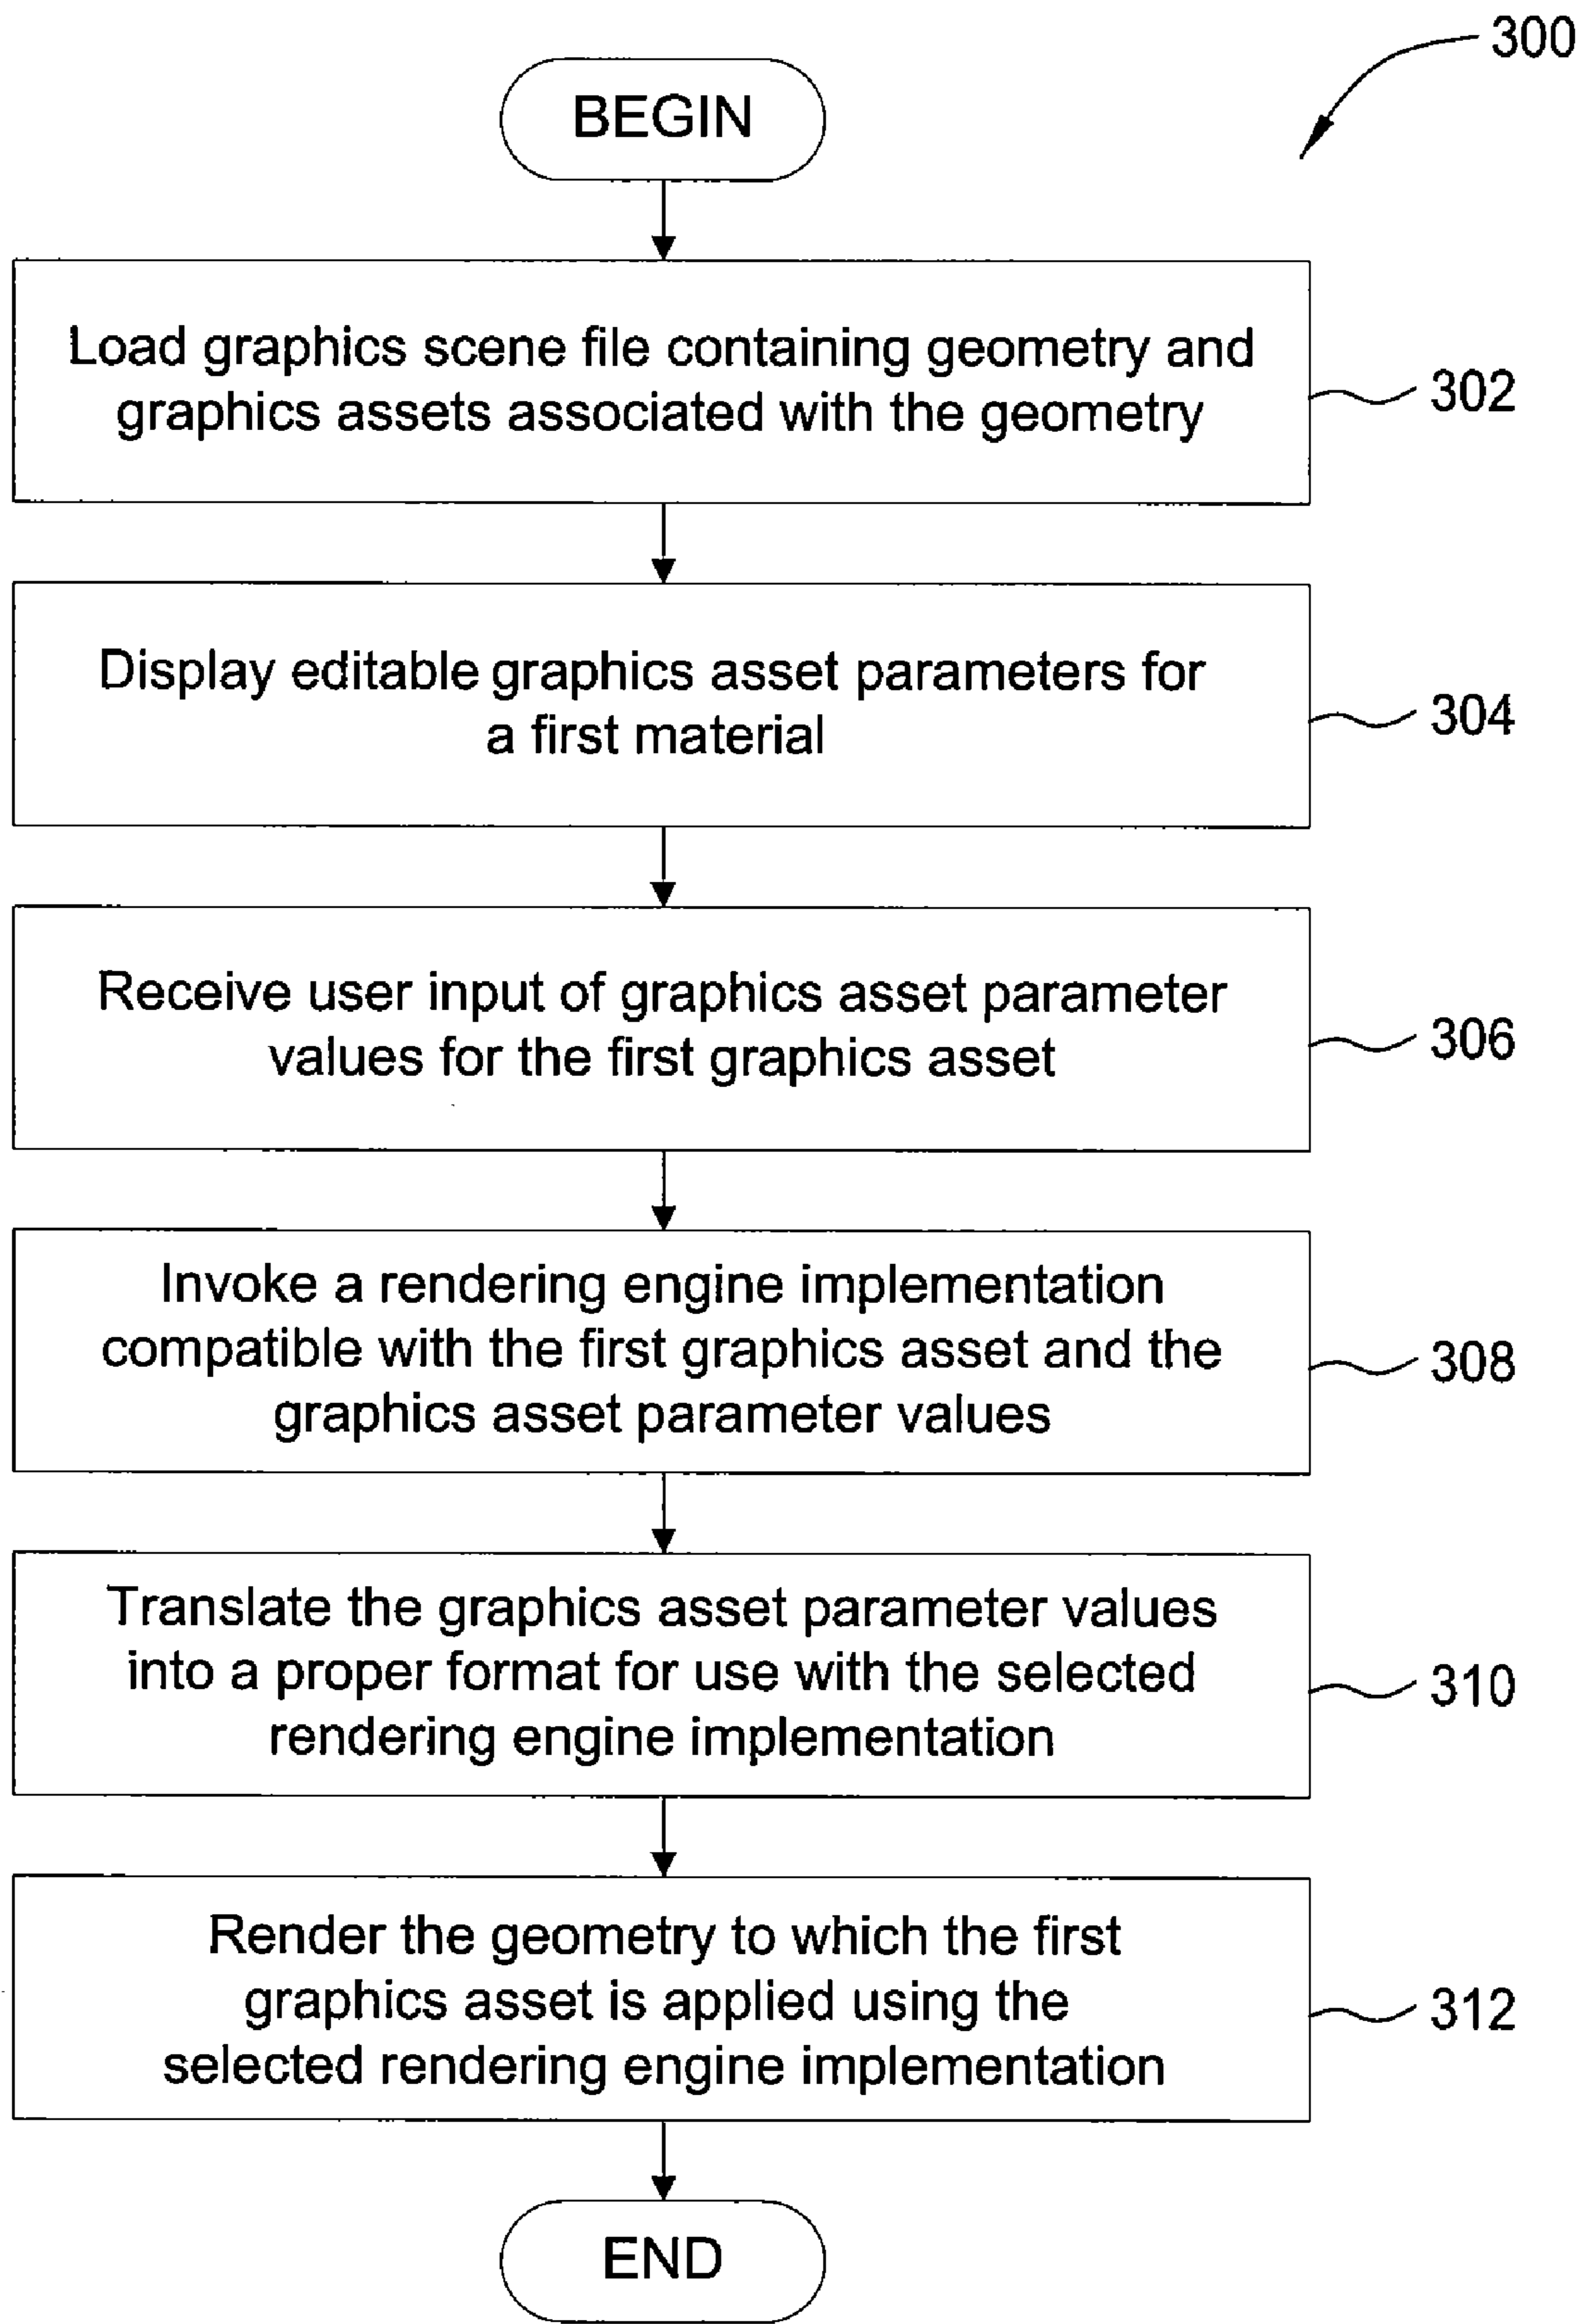 300
BEGIN
Load graphics scene file containing geometry and
graphics assets associated with the geometry
302
Display editable graphics asset parameters for
a first material
304
Receive user input of graphics asset parameter
values for the first graphics asset
306
Invoke a rendering engine implementation
compatible with the first graphics asset and the
graphics asset parameter values
308
Translate the graphics asset parameter values
into a proper format for use with the selected
rendering engine implementation
310
Render the geometry to which the first
graphics asset is applied using the
selected rendering engine implementation
312
END